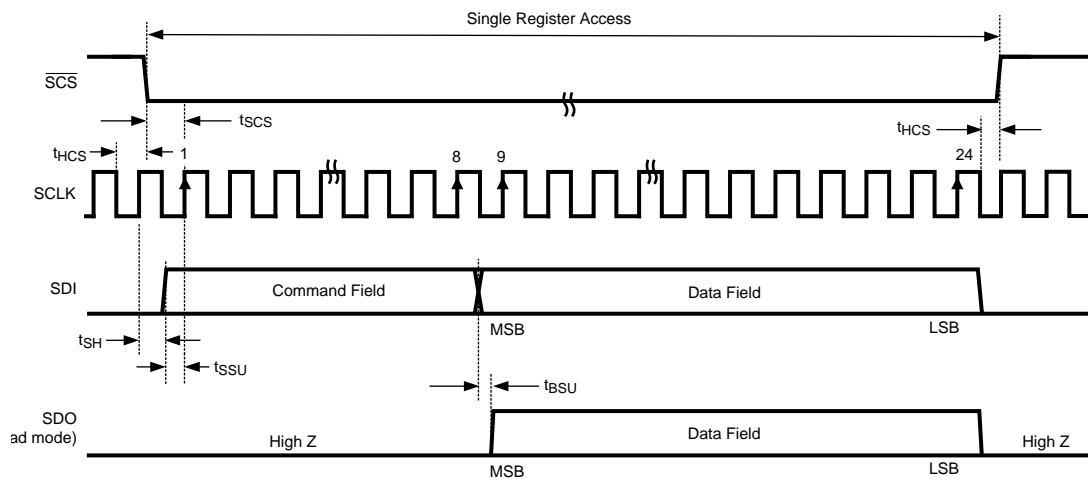 Single Register Access
SCS
tSCS
tHCS
tHCS
1
8
9
24
SCLK
SDI
Command Field
Data Field
MSB
LSB
tSH
tSSU
tBSU
SDO
ad mode)
High Z
Data Field
High Z
MSB
LSB